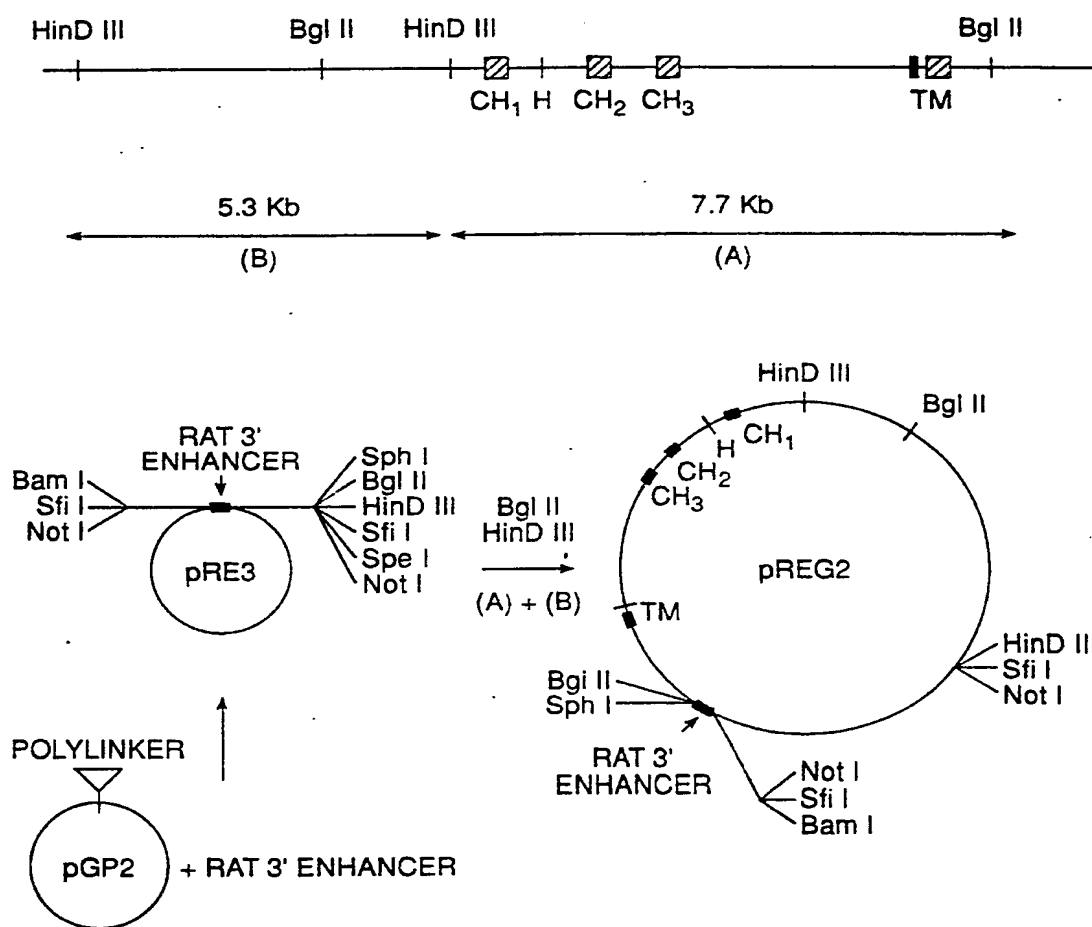 HinD III
Bgl II
HinD III
Bgl II
CH1
H
CH2
CH3
TM
5.3 Kb
(B)
7.7 Kb
(A)
RAT 3'
ENHANCER
Bam I
Sfi I
Not I
Sph I
Bgl II
HinD III
Sfi I
Spe I
Not I
pRE3
Bgl II
HinD III
(A) + (B)
HinD III
Bgl II
CH1
H
CH2
CH3
pREG2
TM
Bgl II
Sph I
RAT 3'
ENHANCER
HinD II
Sfi I
Not I
Not I
Sfi I
Bam I
POLYLINKER
pGP2
+ RAT 3' ENHANCER